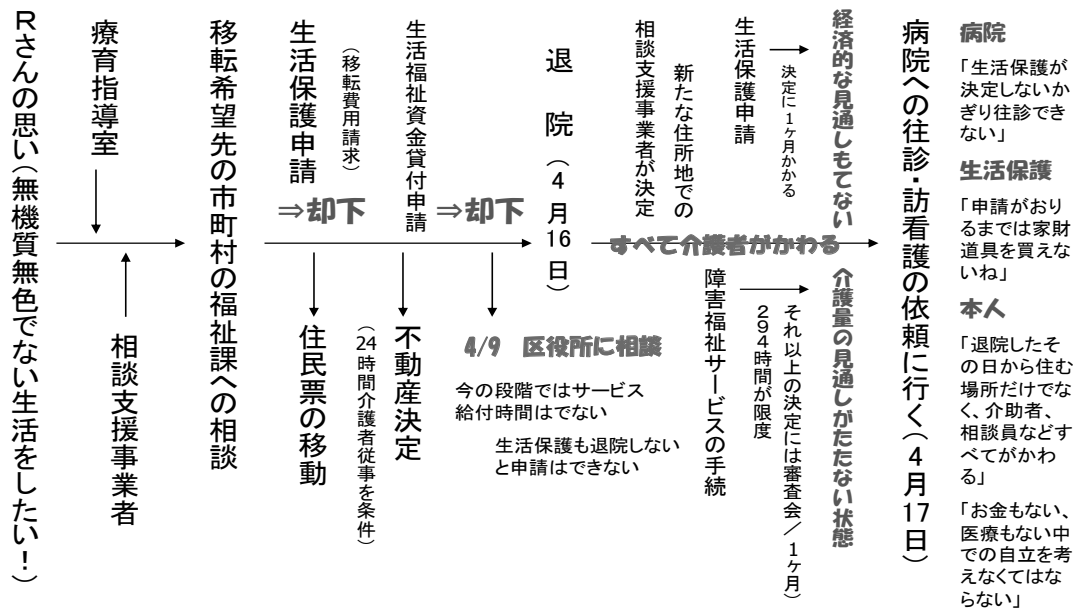 Rさんの思い(無機質無色でない生活をしたい！)
療育指導室
相談支援事業者
移転希望先の市町村の福祉課への相談
生活保護申請
(移転費用請求)
⇒却下
住民票の移動
生活福祉資金貸付申請
⇒却下
(24時間介護者従事を条件)
不動産決定
4/9　区役所に相談
今の段階ではサービス
給付時間はでない
生活保護も退院しない
と申請はできない
退　院(4月16日)
すべて介護者がかわる
新たな住所地での
相談支援事業者が決定
生活保護申請
決定に1ヶ月かかる
経済的な見通しもてない
障害福祉サービスの手続
294時間が限度
それ以上の決定には審査会／1ヶ月)
介護量の見通しがたたない状態
病院への往診・訪看護の依頼に行く(4月17日)
病院
「生活保護が
決定しないか
ぎり往診でき
ない」
生活保護
「申請がおり
るまでは家財
道具を買えな
いね」
本人
「退院したそ
の日から住む
場所だけでな
く、介助者、
相談員などす
べてがかわ
る」
「お金もない、
医療もない中
での自立を考
えなくてはな
らない」